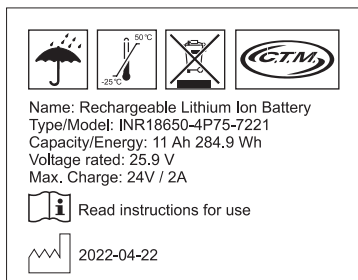 50°C
-25°C
C.T.M.
Name: Rechargeable Lithium Ion Battery
Type/Model: INR18650-4P75-7221
Capacity/Energy: 11 Ah 284.9 Wh
Voltage rated: 25.9 V
Max. Charge: 24V / 2A
i Read instructions for use
2022-04-22